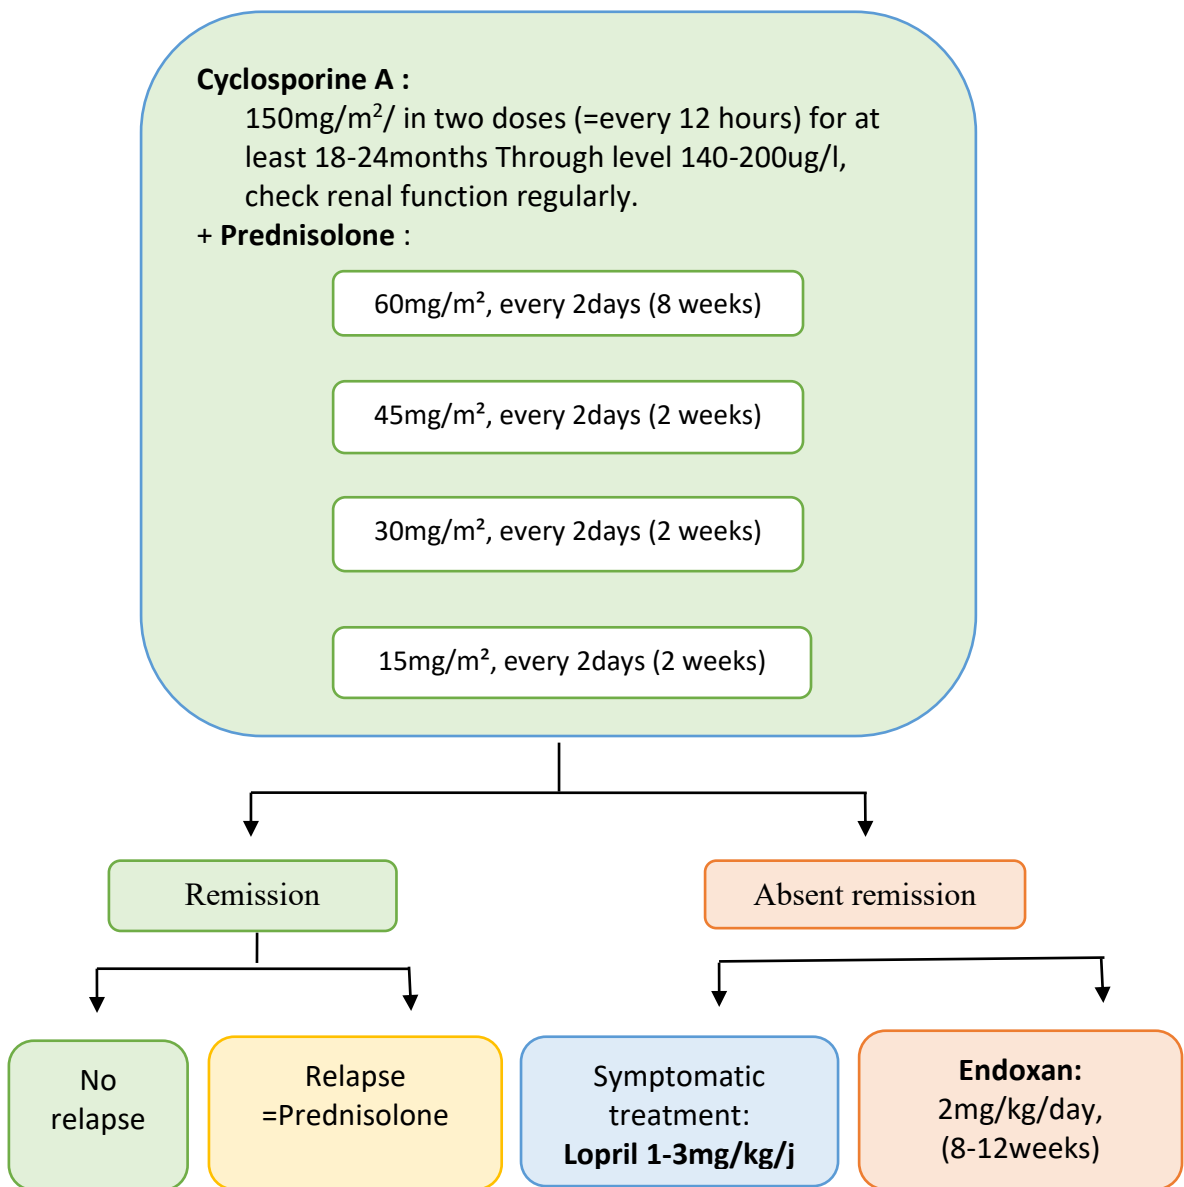 Cyclosporine A :
150mg/m²/ in two doses (=every 12 hours) for at
least 18-24months Through level 140-200ug/l,
check renal function regularly.
+ Prednisolone :
60mg/m², every 2days (8 weeks)
45mg/m², every 2days (2 weeks)
30mg/m², every 2days (2 weeks)
15mg/m², every 2days (2 weeks)
Remission
Absent remission
No
relapse
Relapse
=Prednisolone
Symptomatic
treatment:
Lopril 1-3mg/kg/j
Endoxan:
2mg/kg/day,
(8-12weeks)